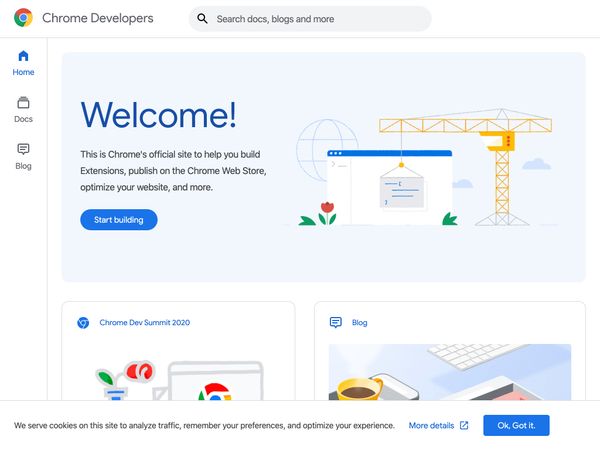 Chrome Developers
Search docs, blogs and more
Home
Docs
Blog
Welcome!
This is Chrome's official site to help you build
Extensions, publish on the Chrome Web Store,
optimize your website, and more.
Start building
Chrome Dev Summit 2020
Blog
We serve cookies on this site to analyze traffic, remember your preferences, and optimize your experience.
More details
Ok, Got it.